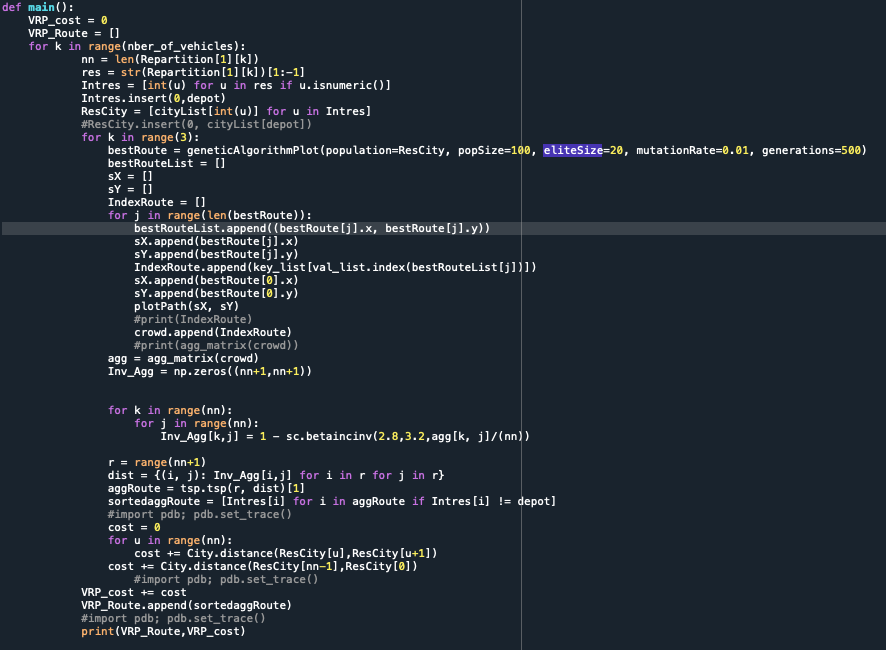 def main():
    VRP_cost = 0
    VRP_Route = []
    for k in range(nber_of_vehicles):
            nn = len(Repartition[1][k])
            res = str(Repartition[1][k])[1:-1]
            Intres = [int(u) for u in res if u.isnumeric()]
            Intres.insert(0,depot)
            ResCity = [cityList[int(u)] for u in Intres]
            #ResCity.insert(0, cityList[depot])
            for k in range(3):
                bestRoute = geneticAlgorithmPlot(population=ResCity, popSize=100, eliteSize=20, mutationRate=0.01, generations=500)
                bestRouteList = []
                sX = []
                sY = []
                IndexRoute = []
                for j in range(len(bestRoute)):
                    bestRouteList.append((bestRoute[j].x, bestRoute[j].y))
                    sX.append(bestRoute[j].x)
                    sY.append(bestRoute[j].y)
                    IndexRoute.append(key_list[val_list.index(bestRouteList[j])])
                    sX.append(bestRoute[0].x)
                    sY.append(bestRoute[0].y)
                    plotPath(sX, sY)
                    #print(IndexRoute)
                    crowd.append(IndexRoute)
                    #print(agg_matrix(crowd))
                agg = agg_matrix(crowd)
                Inv_Agg = np.zeros((nn+1,nn+1))
                for k in range(nn):
                    for j in range(nn):
                        Inv_Agg[k,j] = 1 - sc.betaincinv(2.8,3.2,agg[k, j]/(nn))
                r = range(nn+1)
                dist = {(i, j): Inv_Agg[i,j] for i in r for j in r}
                aggRoute = tsp.tsp(r, dist)[1]
                sortedaggRoute = [Intres[i] for i in aggRoute if Intres[i] != depot]
                #import pdb; pdb.set_trace()
                cost = 0
                for u in range(nn):
                    cost += City.distance(ResCity[u],ResCity[u+1])
                cost += City.distance(ResCity[nn-1],ResCity[0])
                    #import pdb; pdb.set_trace()
            VRP_cost += cost
            VRP_Route.append(sortedaggRoute)
            #import pdb; pdb.set_trace()
            print(VRP_Route,VRP_cost)